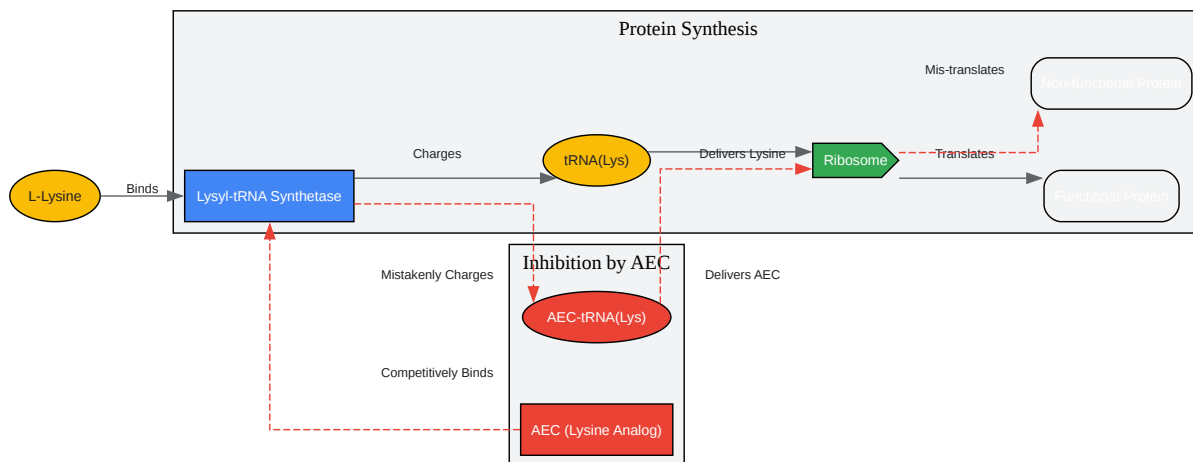 Protein Synthesis
Mis-translates
Non-functional Protein
Charges
tRNA(Lys)
Delivers Lysine
Ribosome
Translates
L-Lysine
Binds
Lysyl-tRNA Synthetase
Functional Protein
Inhibition by AEC
Mistakenly Charges
Delivers AEC
AEC-tRNA(Lys)
Competitively Binds
AEC (Lysine Analog)